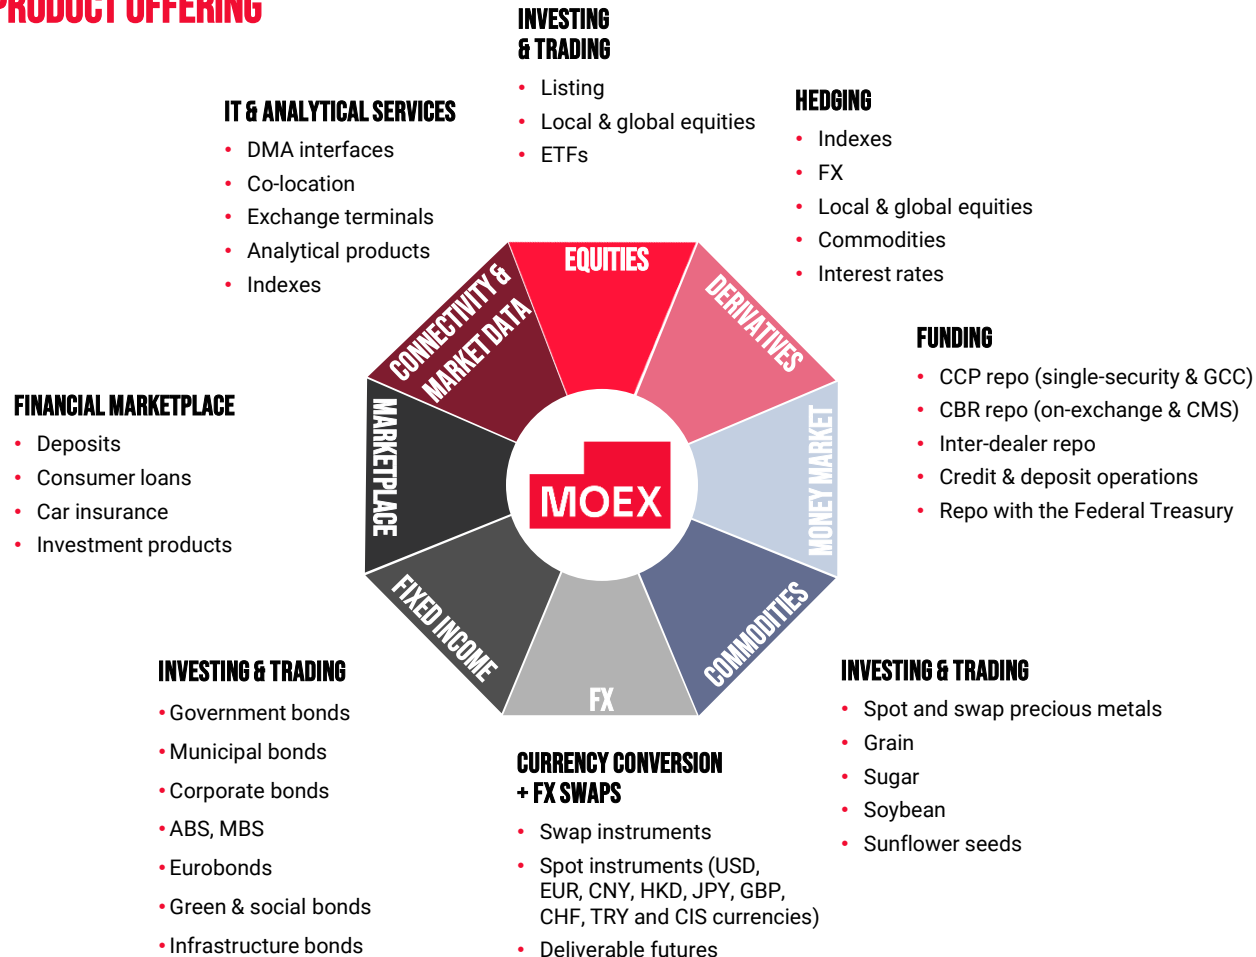 PRODUCT OFFERING
INVESTING
& TRADING
• Listing
• Local & global equities
• ETFs
IT & ANALYTICAL SERVICES
• DMA interfaces
• Co-location
• Exchange terminals
• Analytical products
• Indexes
HEDGING
• Indexes
• FX
• Local & global equities
• Commodities
• Interest rates
FUNDING
• CCP repo (single-security & GCC)
• CBR repo (on-exchange & CMS)
• Inter-dealer repo
• Credit & deposit operations
• Repo with the Federal Treasury
FINANCIAL MARKETPLACE
• Deposits
• Consumer loans
• Car insurance
• Investment products
EQUITIES
DERIVATIVES
MONEY MARKET
COMMODITIES
FX
FIXED INCOME
MARKETPLACE
CONNECTIVITY &
MARKET DATA
MOEX
INVESTING & TRADING
• Government bonds
• Municipal bonds
• Corporate bonds
• ABS, MBS
• Eurobonds
• Green & social bonds
• Infrastructure bonds
CURRENCY CONVERSION
+ FX SWAPS
• Swap instruments
• Spot instruments (USD,
EUR, CNY, HKD, JPY, GBP,
CHF, TRY and CIS currencies)
• Deliverable futures
INVESTING & TRADING
• Spot and swap precious metals
• Grain
• Sugar
• Soybean
• Sunflower seeds